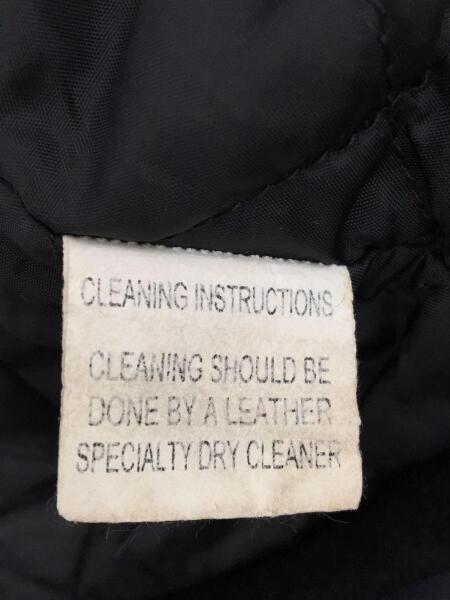 CLEANING INSTRUCTIONS
CLEANING SHOULD BE
DONE BY A LEATHER
SPECIALTY DRY CLEANER